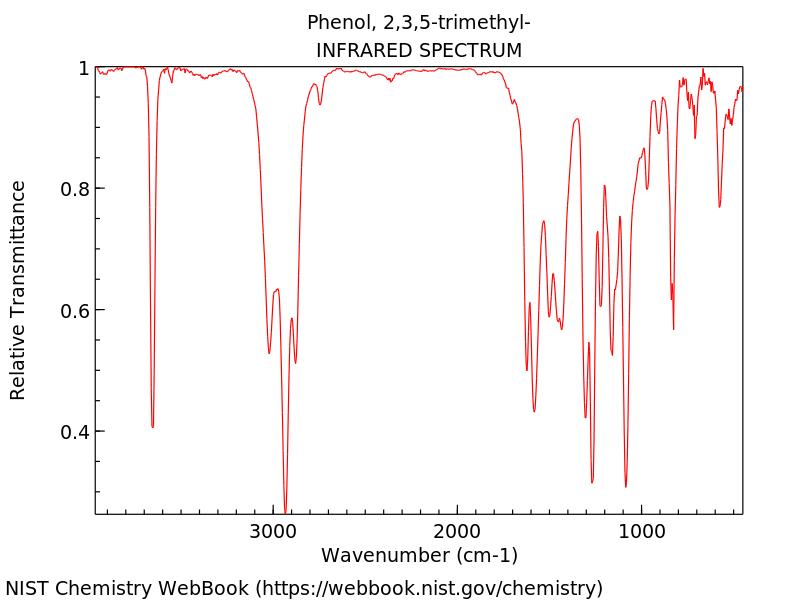 Phenol, 2,3,5-trimethyl-
INFRARED SPECTRUM
1
0.8
0.6
0.4
Relative Transmittance
3000 2000 1000
Wavenumber (cm-1)
NIST Chemistry WebBook (https://webbook.nist.gov/chemistry)